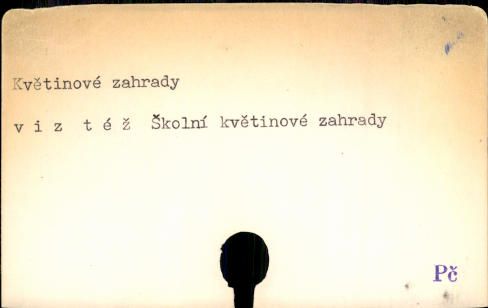 Květinové zahrady
v i z t é ž Školní květinové zahrady
Pč